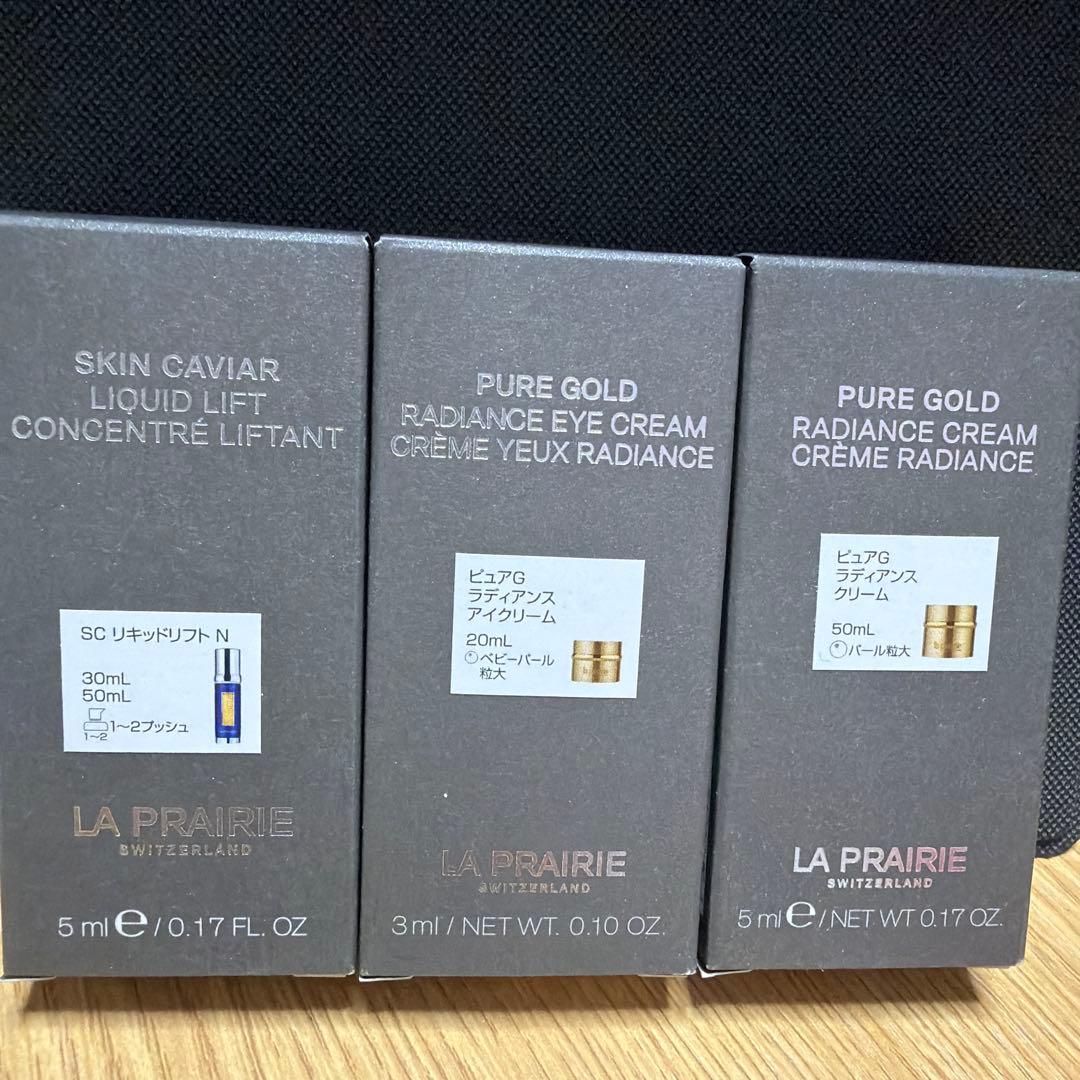 SKIN CAVIAR
LIQUID LIFT
CONCENTRÉ LIFTANT
SC リキッドリフト N
30mL
50mL
1〜2プッシュ
1〜2
LA PRAIRIE
SWITZERLAND
5 ml ℮ / 0.17 FL. OZ
PURE GOLD
RADIANCE EYE CREAM
CRÈME YEUX RADIANCE
ピュアG
ラディアンス
アイクリーム
20mL
ベビーパール
粒大
LA PRAIRIE
SWITZERLAND
3 ml / NET WT. 0.10 OZ.
PURE GOLD
RADIANCE CREAM
CRÈME RADIANCE
ピュアG
ラディアンス
クリーム
50mL
パール粒大
LA PRAIRIE
SWITZERLAND
5 ml ℮ /, NET WT 0.17 OZ.